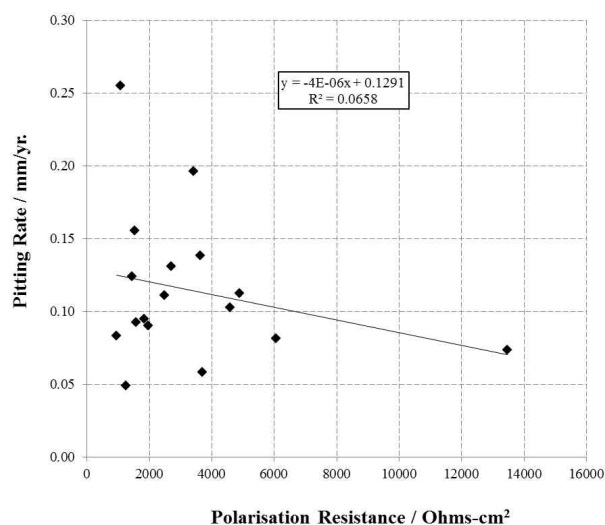 0.30
0.25
0.20
0.15
0.10
0.05
0.00
y = -4E-06x + 0.1291
R² = 0.0658
Pitting Rate / mm/yr.
0 2000 4000 6000 8000 10000 12000 14000 16000
Polarisation Resistance / Ohms-cm²